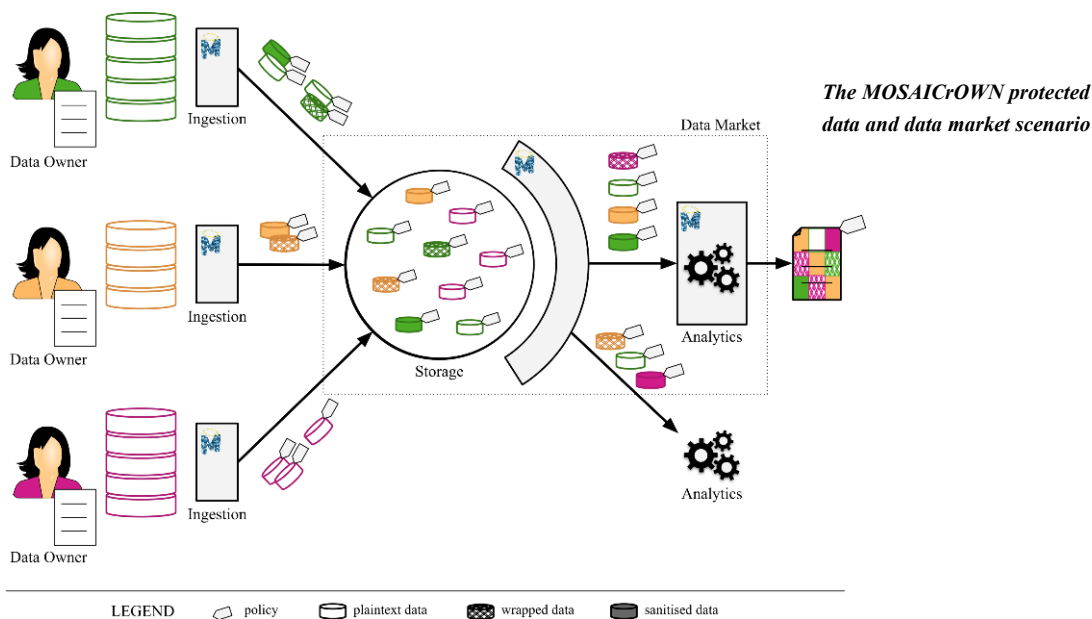 The MOSAICrOWN protected
data and data market scenario
Data Market
Ingestion
Data Owner
Ingestion
Data Owner
Storage
Analytics
Analytics
Ingestion
Data Owner
LEGEND policy plaintext data wrapped data sanitised data